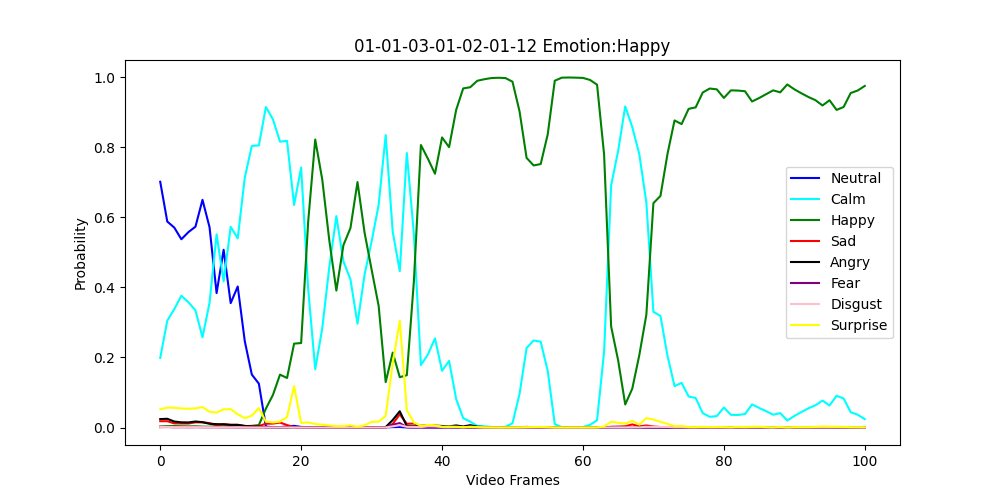 01-01-03-01-02-01-12 Emotion:Happy
Probability
1.0
0.8
0.6
0.4
0.2
0.0
0
20
40
60
80
100
Video Frames
Neutral
Calm
Happy
Sad
Angry
Fear
Disgust
Surprise